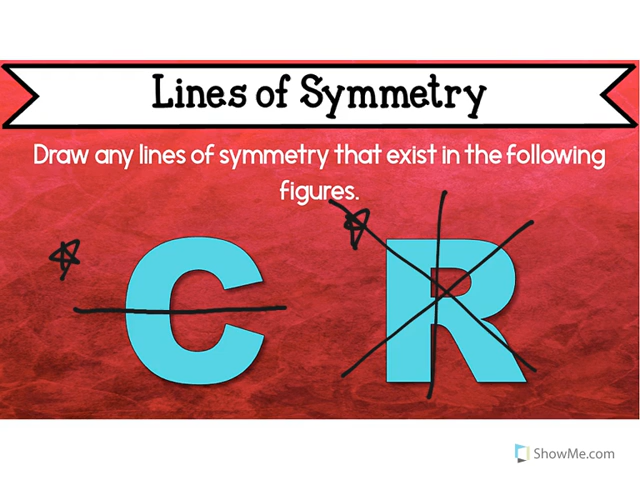 Lines of Symmetry
Draw any lines of symmetry that exist in the following
figures.
C R
ShowMe.com